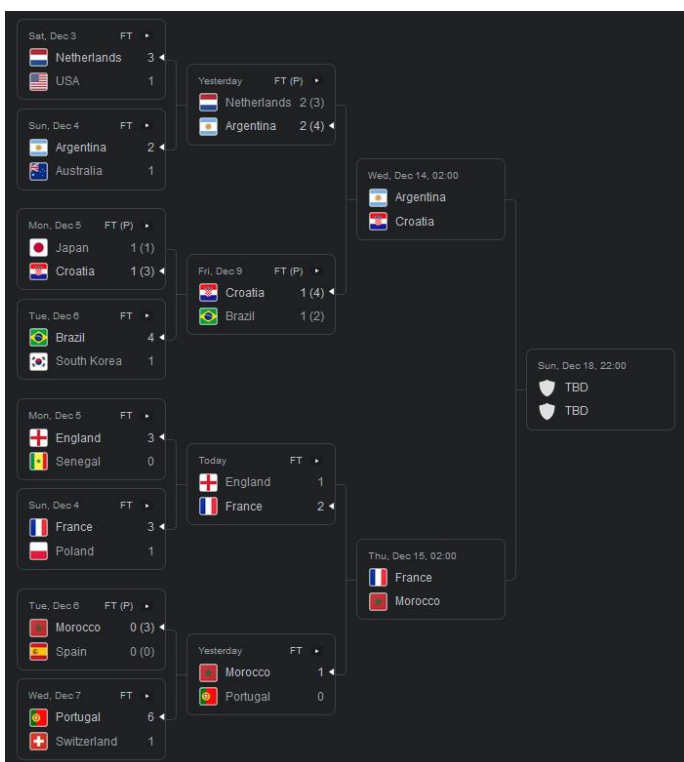 Sat, Dec 3 FT
Netherlands 3
USA 1
Sun, Dec 4 FT
Argentina 2
Australia 1
Yesterday FT (P)
Netherlands 2 (3)
Argentina 2 (4)
Mon, Dec 5 FT (P)
Japan 1 (1)
Croatia 1 (3)
Tue, Dec 6 FT
Brazil 4
South Korea 1
Fri, Dec 9 FT (P)
Croatia 1 (4)
Brazil 1 (2)
Wed, Dec 14, 02:00
Argentina
Croatia
Mon, Dec 5 FT
England 3
Senegal 0
Sun, Dec 4 FT
France 3
Poland 1
Today FT
England 1
France 2
Tue, Dec 6 FT (P)
Morocco 0 (3)
Spain 0 (0)
Wed, Dec 7 FT
Portugal 6
Switzerland 1
Yesterday FT
Morocco 1
Portugal 0
Thu, Dec 15, 02:00
France
Morocco
Sun, Dec 18, 22:00
TBD
TBD